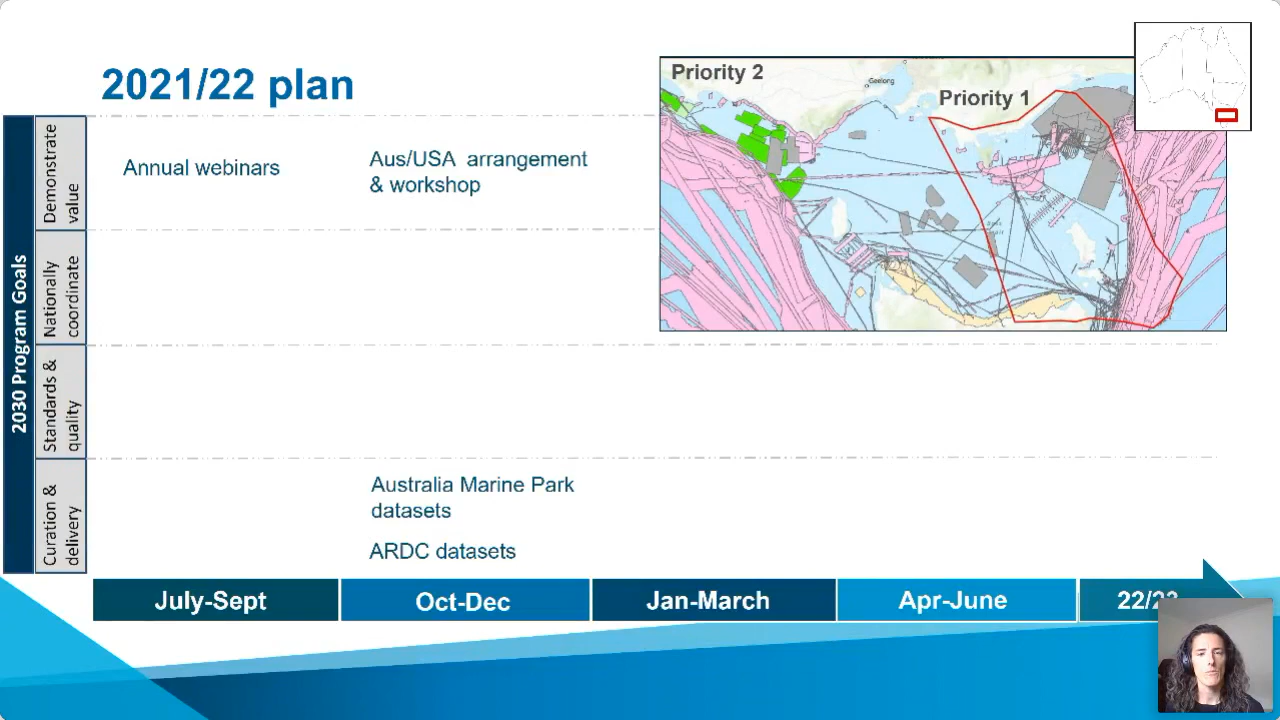 2021/22 plan
Priority 2
Geelong
Priority 1
2030 Program Goals
Demonstrate
value
Annual webinars
Aus/USA arrangement
& workshop
Nationally
coordinate
Standards &
quality
Curation &
delivery
Australia Marine Park
datasets
ARDC datasets
July-Sept
Oct-Dec
Jan-March
Apr-June
22/23